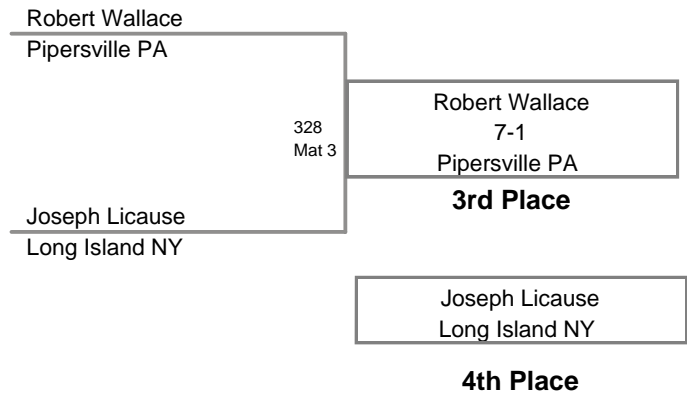 Robert Wallace
Pipersville PA
328
Mat 3
Robert Wallace
7-1
Pipersville PA
3rd Place
Joseph Licause
Long Island NY
Joseph Licause
Long Island NY
4th Place